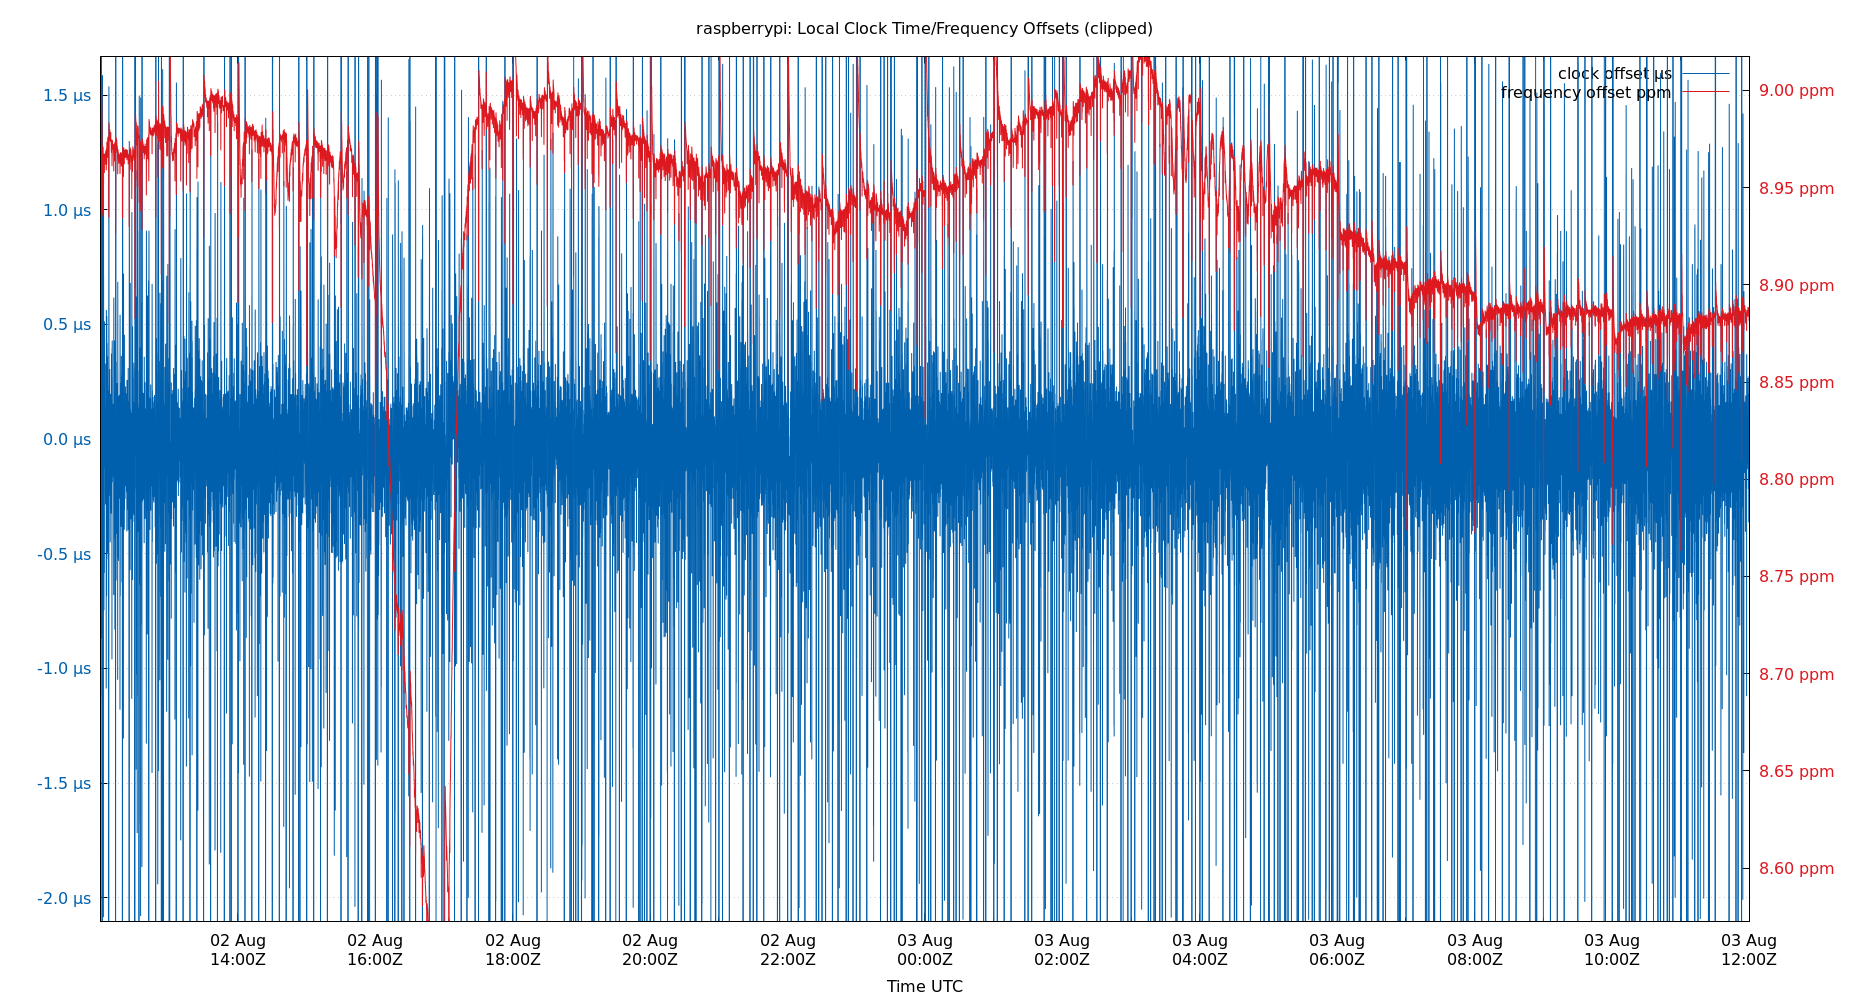 raspberrypi: Local Clock Time/Frequency Offsets (clipped)
clock offset µs
frequency offset ppm
1.5 µs
1.0 µs
0.5 µs
0.0 µs
-0.5 µs
-1.0 µs
-1.5 µs
-2.0 µs
9.00 ppm
8.95 ppm
8.90 ppm
8.85 ppm
8.80 ppm
8.75 ppm
8.70 ppm
8.65 ppm
8.60 ppm
02 Aug
14:00Z
02 Aug
16:00Z
02 Aug
18:00Z
02 Aug
20:00Z
02 Aug
22:00Z
03 Aug
00:00Z
03 Aug
02:00Z
03 Aug
04:00Z
03 Aug
06:00Z
03 Aug
08:00Z
03 Aug
10:00Z
03 Aug
12:00Z
Time UTC